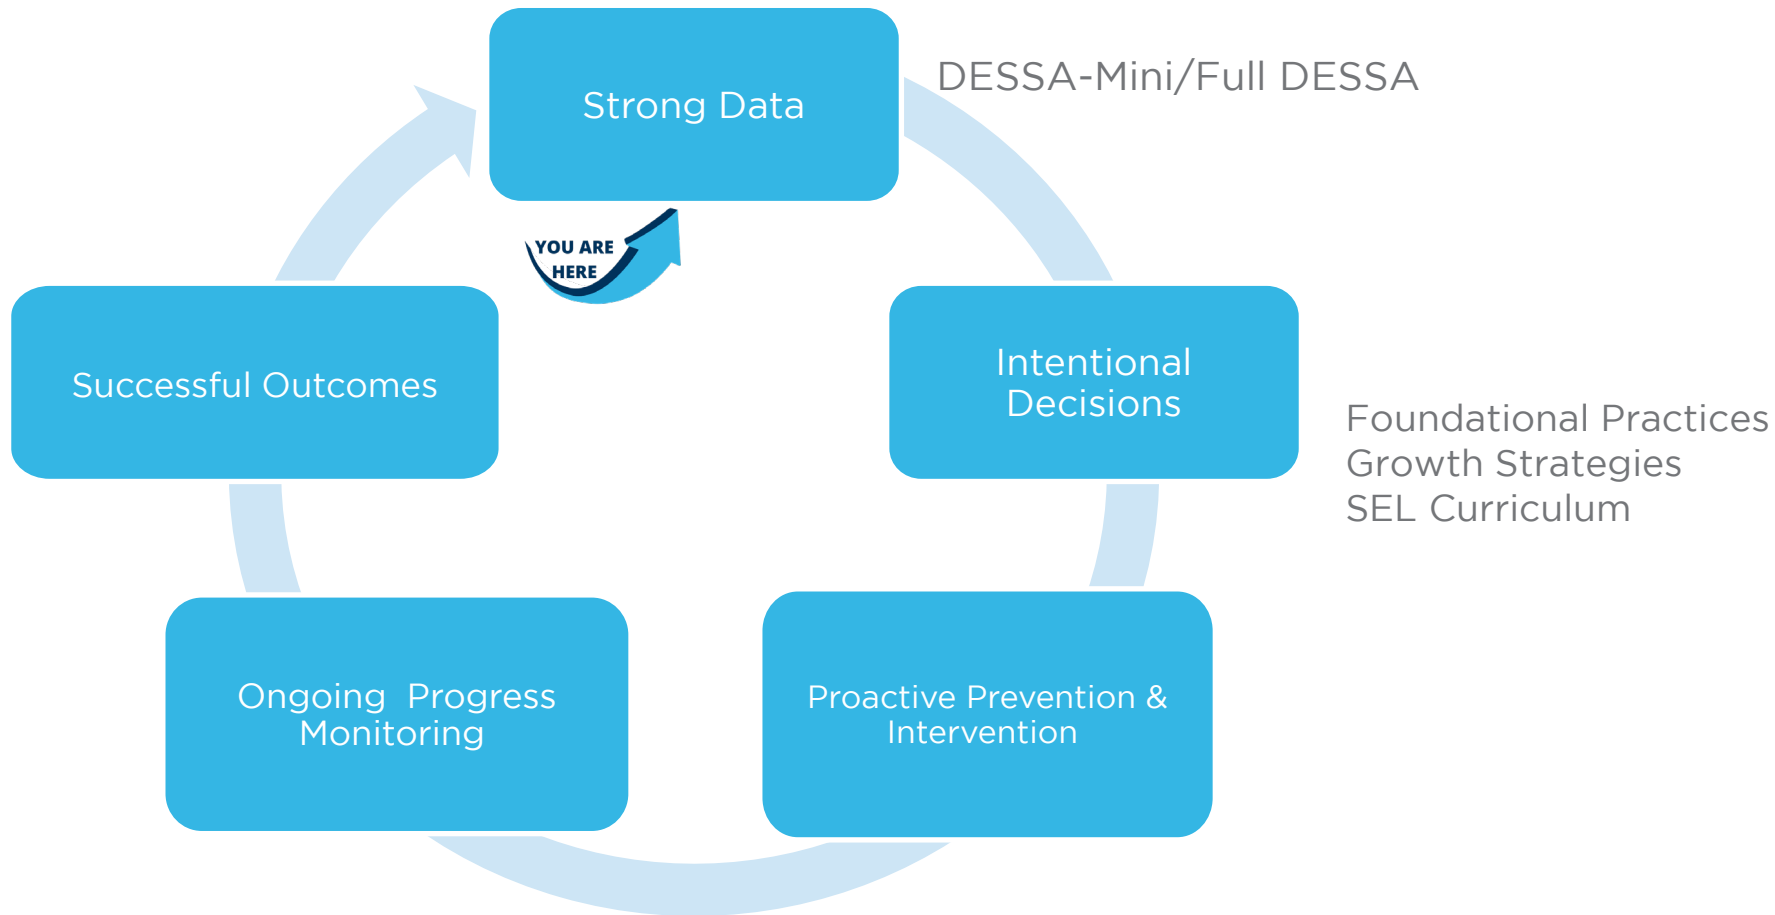 Strong Data
DESSA-Mini/Full DESSA
YOU ARE
HERE
Intentional
Decisions
Foundational Practices
Growth Strategies
SEL Curriculum
Proactive Prevention &
Intervention
Ongoing  Progress
Monitoring
Successful Outcomes